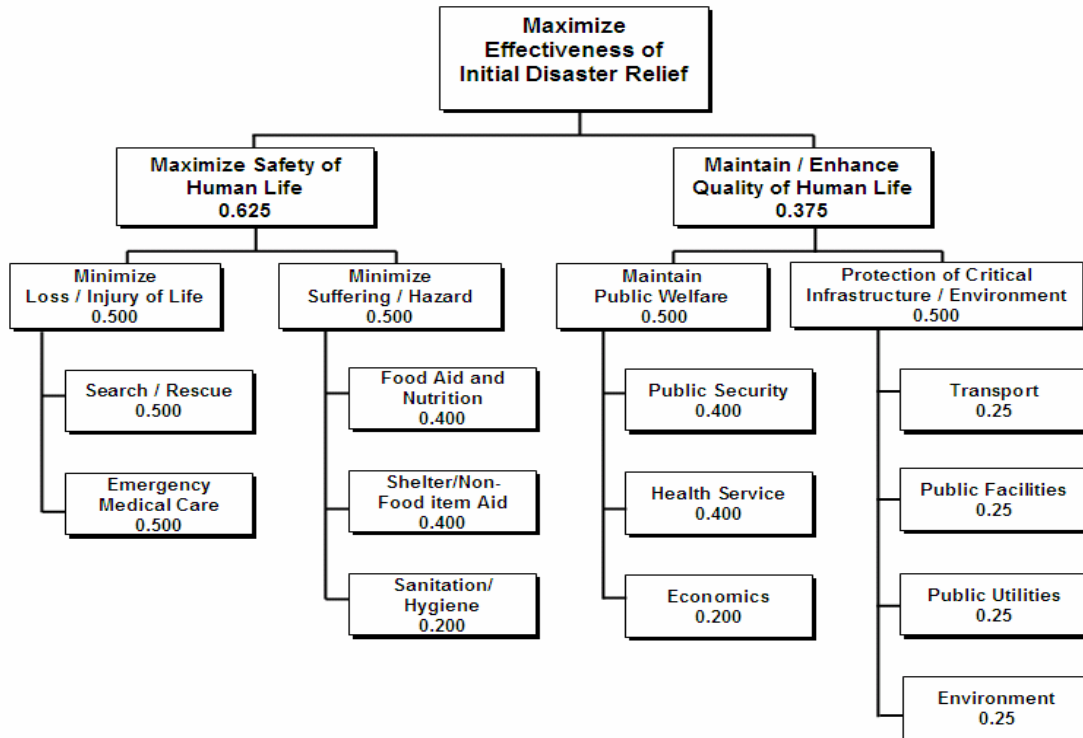 Maximize
Effectiveness of
Initial Disaster Relief
Maximize Safety of
Human Life
0.625
Maintain / Enhance
Quality of Human Life
0.375
Minimize
Loss / Injury of Life
0.500
Minimize
Suffering / Hazard
0.500
Maintain
Public Welfare
0.500
Protection of Critical
Infrastructure / Environment
0.500
Search / Rescue
0.500
Emergency
Medical Care
0.500
Food Aid and
Nutrition
0.400
Shelter/Non-
Food item Aid
0.400
Sanitation/
Hygiene
0.200
Public Security
0.400
Health Service
0.400
Economics
0.200
Transport
0.25
Public Facilities
0.25
Public Utilities
0.25
Environment
0.25